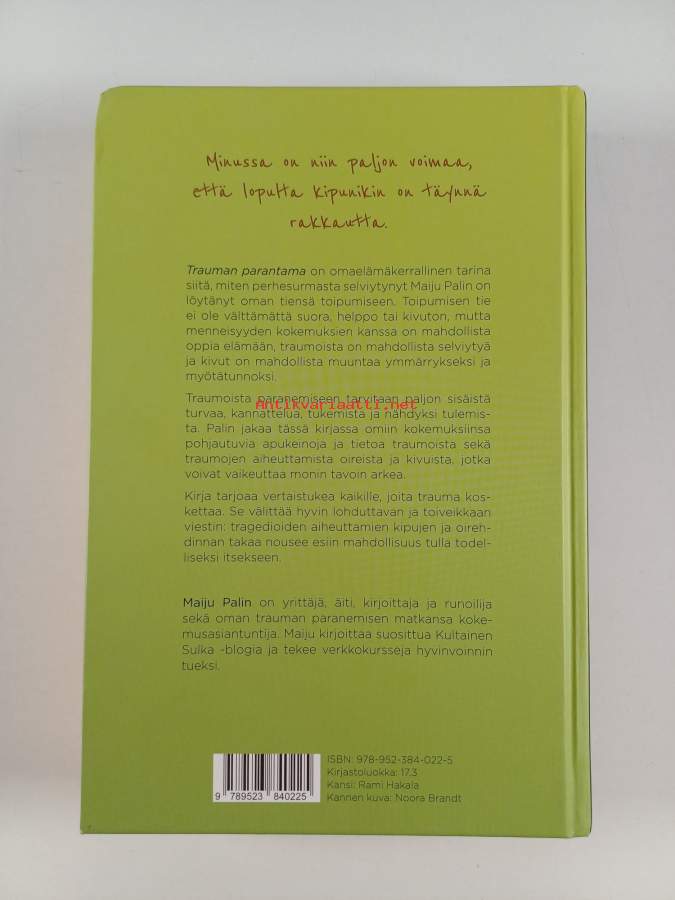 Minussa on niin paljon voimaa,
että lopulta kipunikin on täynnä
rakkautta.
Trauman parantama on omaelämäkerrallinen tarina
siitä, miten perhesurmasta selviytynyt Maiju Palin on
löytänyt oman tiensä toipumiseen. Toipumisen tie
ei ole välttämättä suora, helppo tai kivuton, mutta
menneisyyden kokemuksien kanssa on mahdollista
oppia elämään, traumoista on mahdollista selviytyä
ja kivut on mahdollista muuntaa ymmärrykseksi ja
myötätunnoksi.
Traumoista paranemiseen tarvitaan paljon sisäistä
Antikvariaatti.net
turvaa, kannattelua, tukemista ja nähdyksi tulemis-
ta. Palin jakaa tässä kirjassa omiin kokemuksiinsa
pohjautuvia apukeinoja ja tietoa traumoista sekä
traumojen aiheuttamista oireista ja kivuista, jotka
voivat vaikeuttaa monin tavoin arkea.
Kirja tarjoaa vertaistukea kaikille, joita trauma kos-
kettaa. Se välittää hyvin lohduttavan ja toiveikkaan
viestin: tragedioiden aiheuttamien kipujen ja oireh-
dinnan takaa nousee esiin mahdollisuus tulla todel-
liseksi itsekseen.
Maiju Palin on yrittäjä, äiti, kirjoittaja ja runoilija
sekä oman trauman paranemisen matkansa koke-
musasiantuntija. Maiju kirjoittaa suosittua Kultainen
Sulka -blogia ja tekee verkkokursseja hyvinvoinnin
tueksi.
ISBN: 978-952-384-022-5
Kirjastoluokka: 17.3
Kansi: Rami Hakala
Kannen kuva: Noora Brandt
9 789523 840225